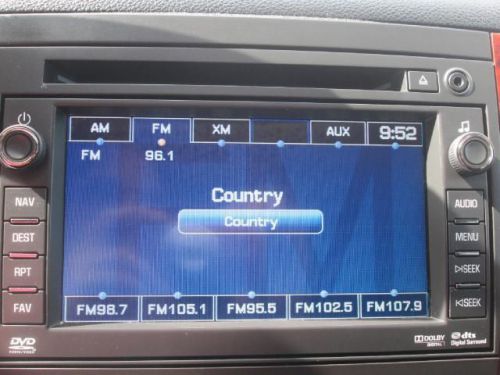 AM FM XM AUX 9:52
FM 96.1
Country
Country
NAV
DEST
RPT
FAV
AUDIO
MENU
SEEK
SEEK
FM98.7 FM105.1 FM95.5 FM102.5 FM107.9
DVD
DOLBY
dts
Digital Surround